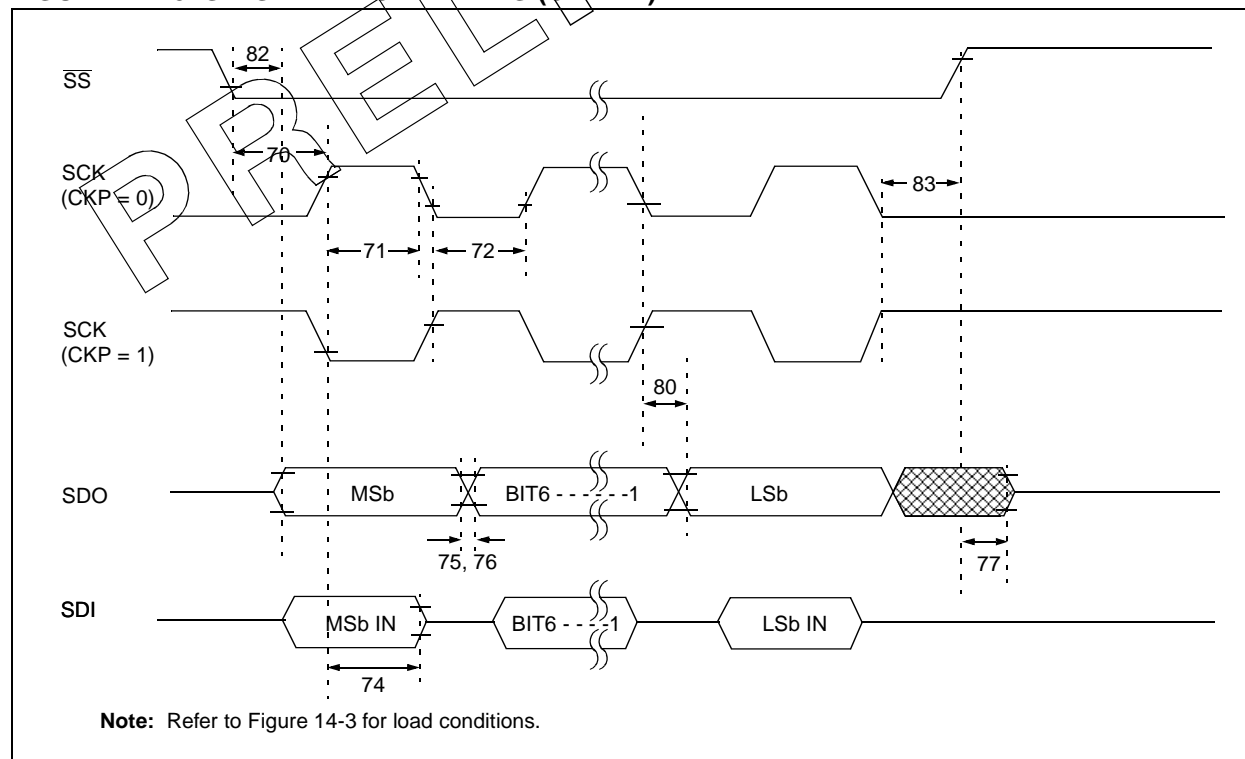 82
SS
70
SCK
(CKP = 0)
83
71
72
SCK
(CKP = 1)
80
SDO
MSb
BIT6 - - - - - -1
LSb
75, 76
77
SDI
MSb IN
BIT6 - - - -1
LSb IN
74
Note: Refer to Figure 14-3 for load conditions.